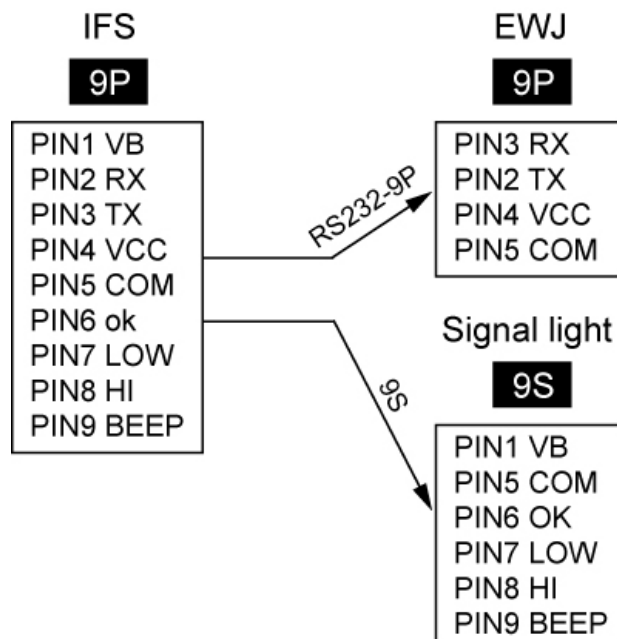 IFS
9P
PIN1 VB
PIN2 RX
PIN3 TX
PIN4 VCC
PIN5 COM
PIN6 ok
PIN7 LOW
PIN8 HI
PIN9 BEEP
RS232-9P
9S
EWJ
9P
PIN3 RX
PIN2 TX
PIN4 VCC
PIN5 COM
Signal light
9S
PIN1 VB
PIN5 COM
PIN6 OK
PIN7 LOW
PIN8 HI
PIN9 BEEP